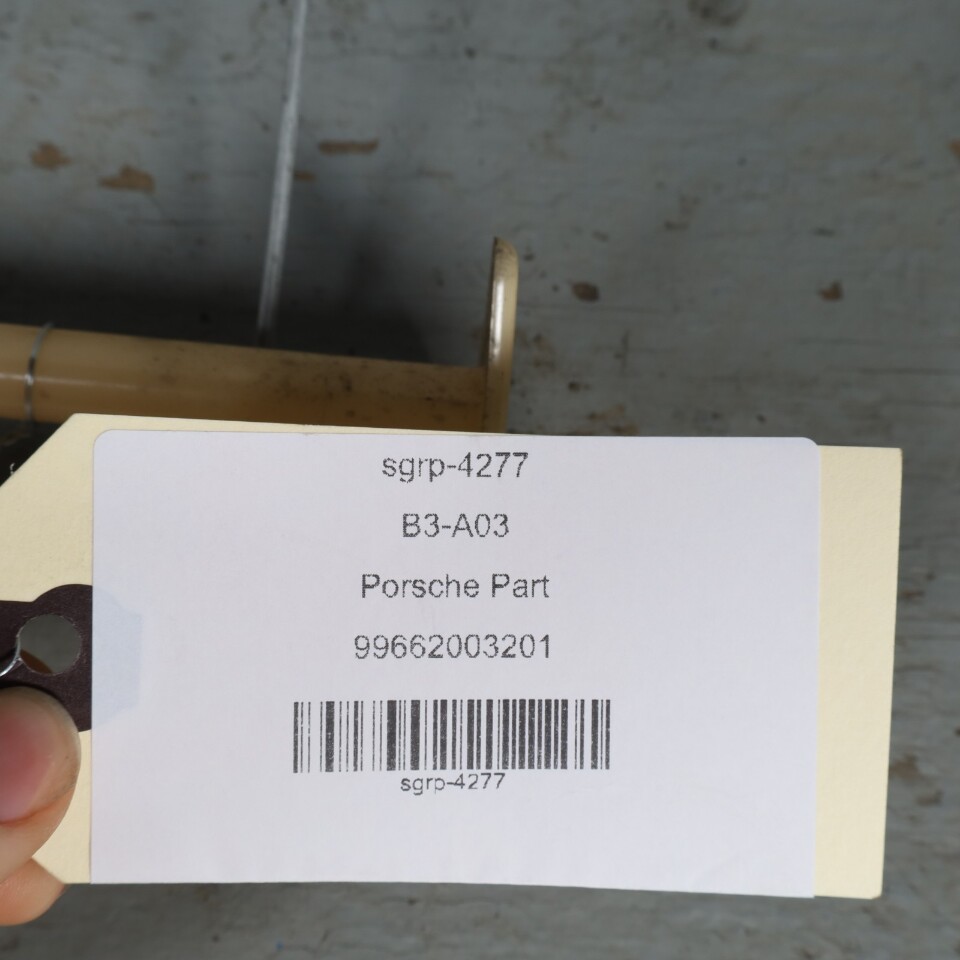 sgrp-4277
B3-A03
Porsche Part
99662003201
sgrp-4277